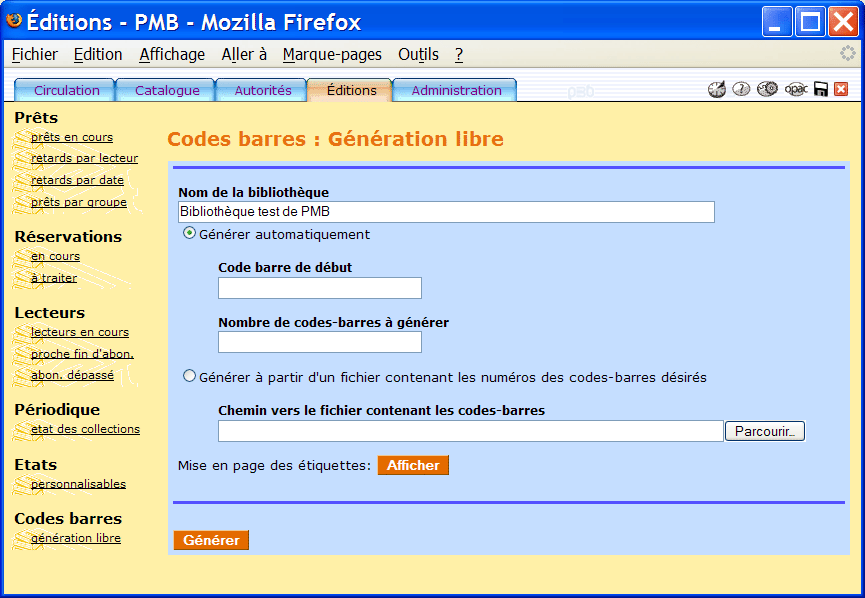 Éditions - PMB - Mozilla Firefox
Fichier Edition Affichage Aller à Marque-pages Outils ?
Circulation Catalogue Autorités Éditions Administration pmb opac
Prêts
prêts en cours
retards par lecteur
retards par date
prêts par groupe
Réservations
en cours
à traiter
Lecteurs
lecteurs en cours
proche fin d'abon.
abon. dépassé
Périodique
etat des collections
Etats
personnalisables
Codes barres
génération libre
Codes barres : Génération libre
Nom de la bibliothèque
Bibliothèque test de PMB
Générer automatiquement
Code barre de début
Nombre de codes-barres à générer
Générer à partir d'un fichier contenant les numéros des codes-barres désirés
Chemin vers le fichier contenant les codes-barres
Parcourir..
Mise en page des étiquettes: Afficher
Générer